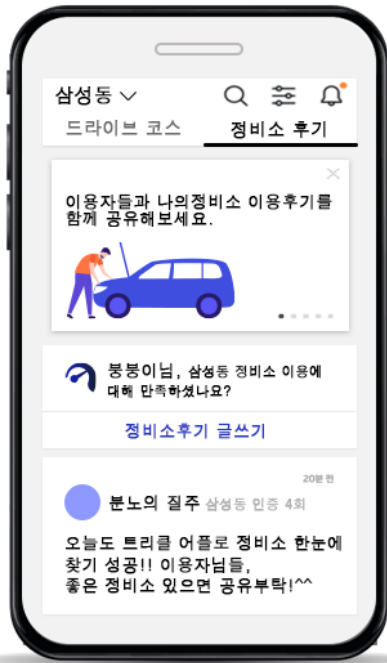 삼성동
드라이브 코스 정비소 후기
이용자들과 나의정비소 이용후기를
함께 공유해보세요.
붕붕이님, 삼성동 정비소 이용에
대해 만족하셨나요?
정비소후기 글쓰기
20분 전
분노의 질주 삼성동 인증 4회
오늘도 트리클 어플로 정비소 한눈에
찾기 성공!! 이용자님들,
좋은 정비소 있으면 공유부탁!^^